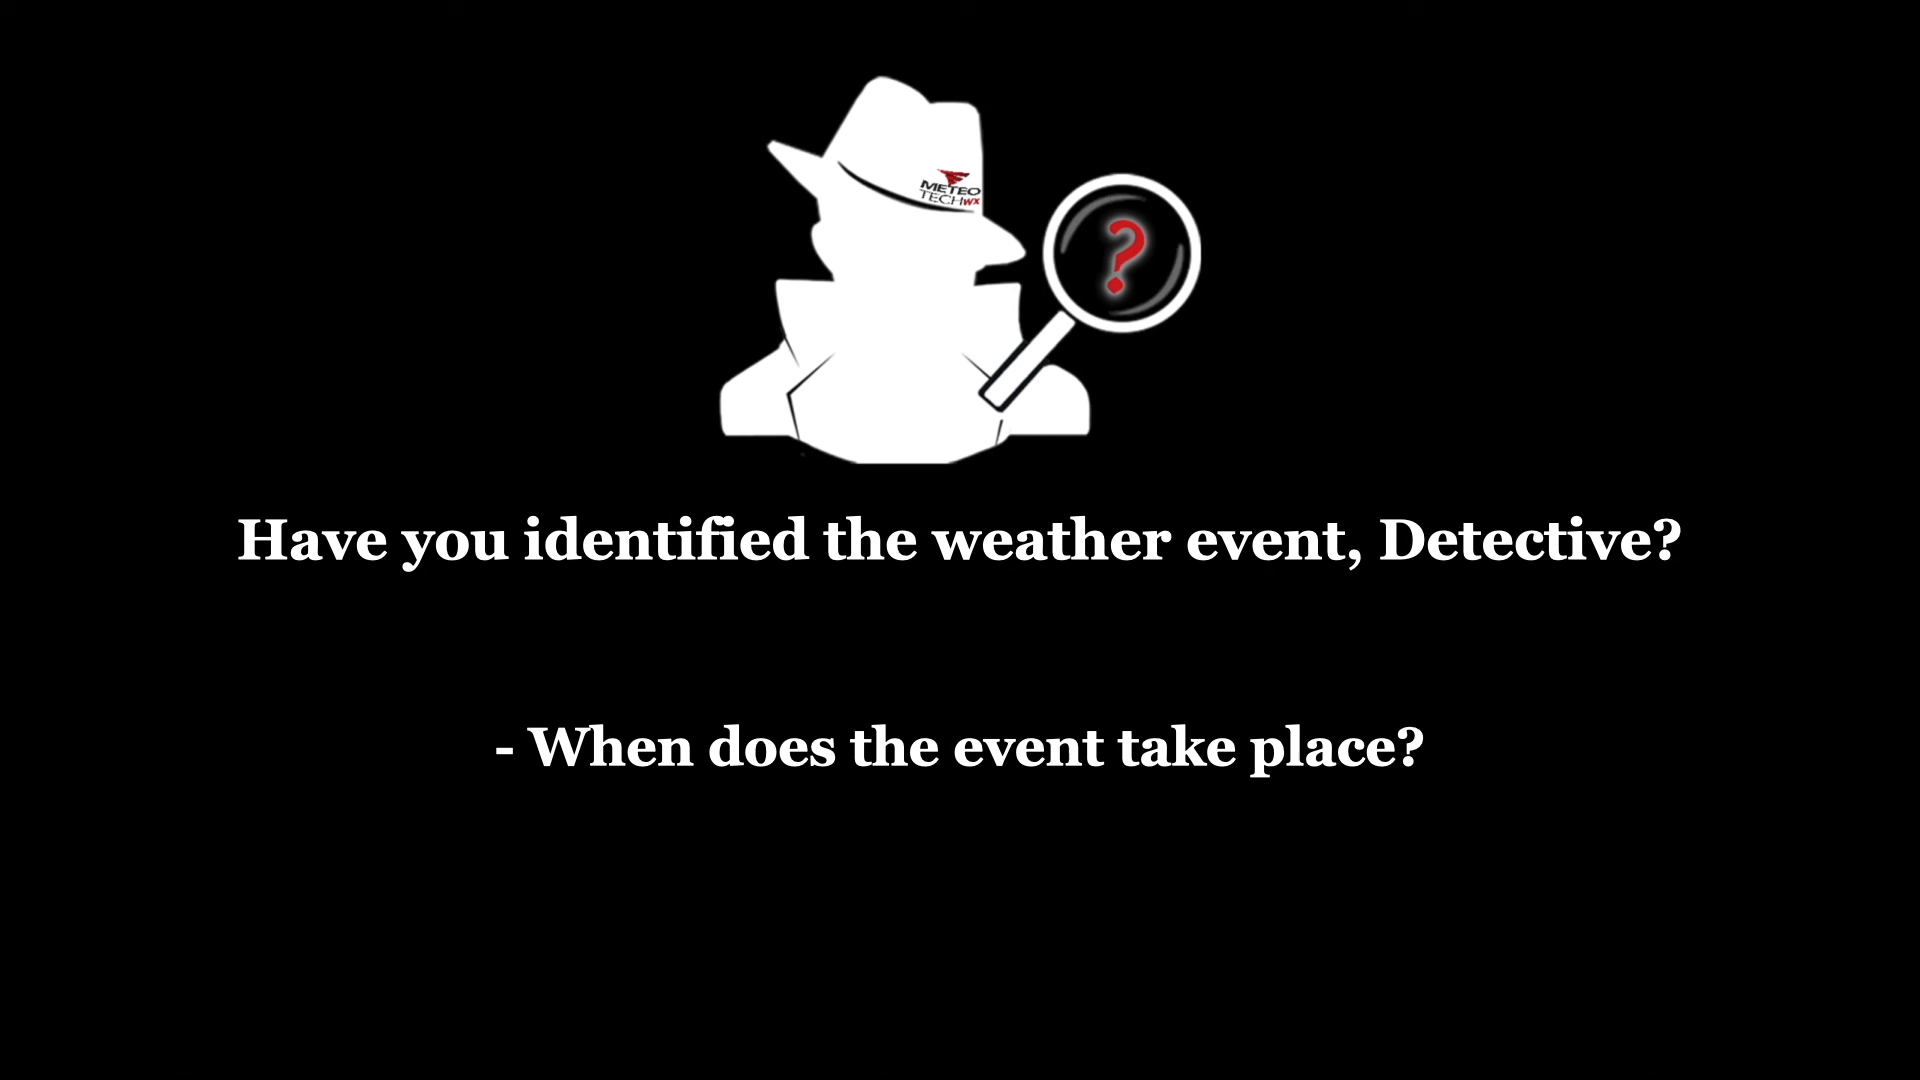 METEO
TECHWX
?
Have you identified the weather event, Detective?
- When does the event take place?